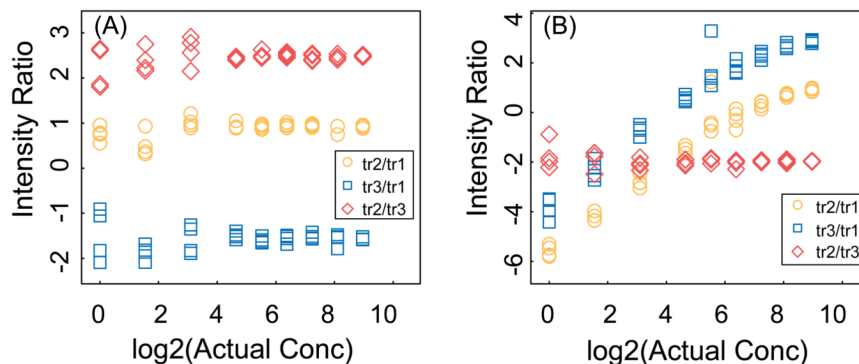 (A)
Intensity Ratio
3
2
1
0
-1
-2
tr2/tr1
tr3/tr1
tr2/tr3
0 2 4 6 8 10
log2(Actual Conc)
(B)
Intensity Ratio
4
2
0
-2
-4
-6
tr2/tr1
tr3/tr1
tr2/tr3
0 2 4 6 8 10
log2(Actual Conc)